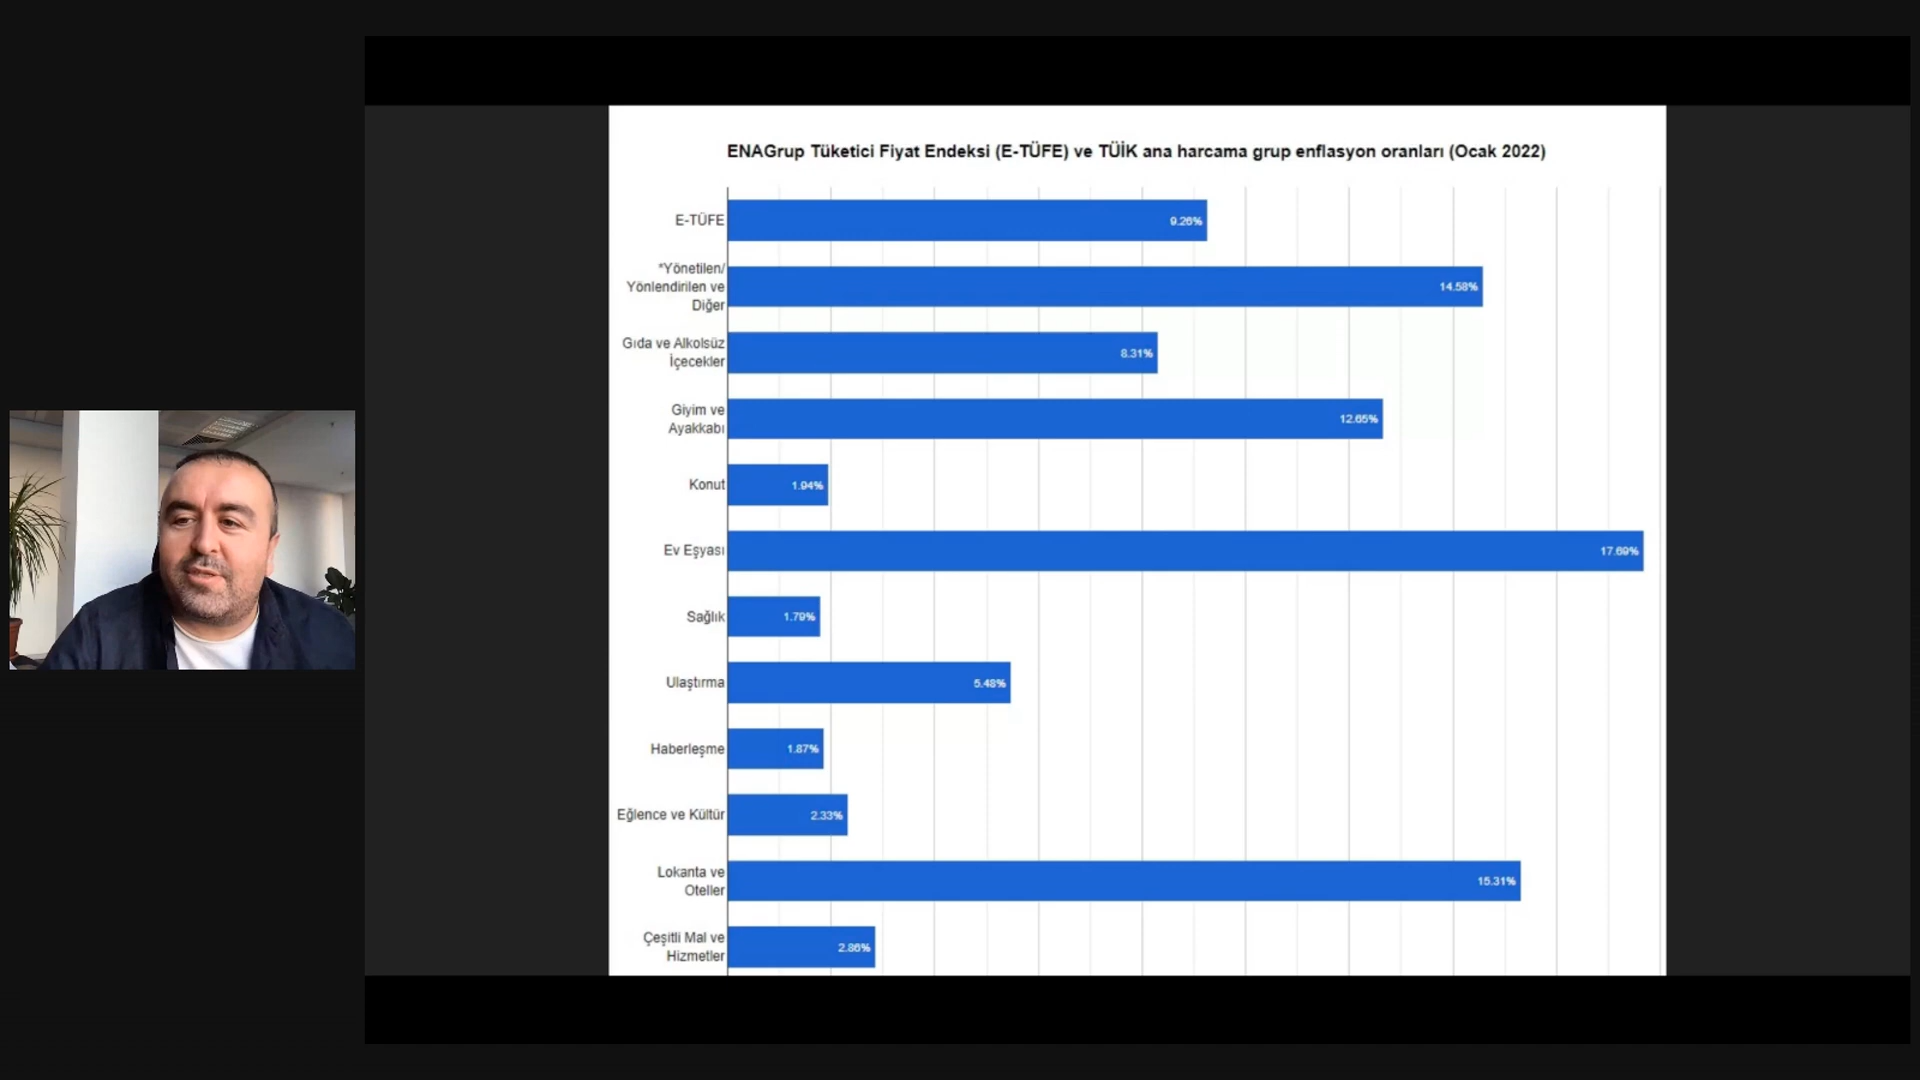 ENAGrup Tüketici Fiyat Endeksi (E-TÜFE) ve TÜİK ana harcama grup enflasyon oranları (Ocak 2022)
E-TÜFE
9.26%
*Yönetilen/
Yönlendirilen ve
Diğer
14.58%
Gıda ve Alkolsüz
İçecekler
8.31%
Giyim ve
Ayakkabı
12.65%
Konut
1.94%
Ev Eşyası
17.69%
Sağlık
1.79%
Ulaştırma
5.48%
Haberleşme
1.87%
Eğlence ve Kültür
2.33%
Lokanta ve
Oteller
15.31%
Çeşitli Mal ve
Hizmetler
2.86%